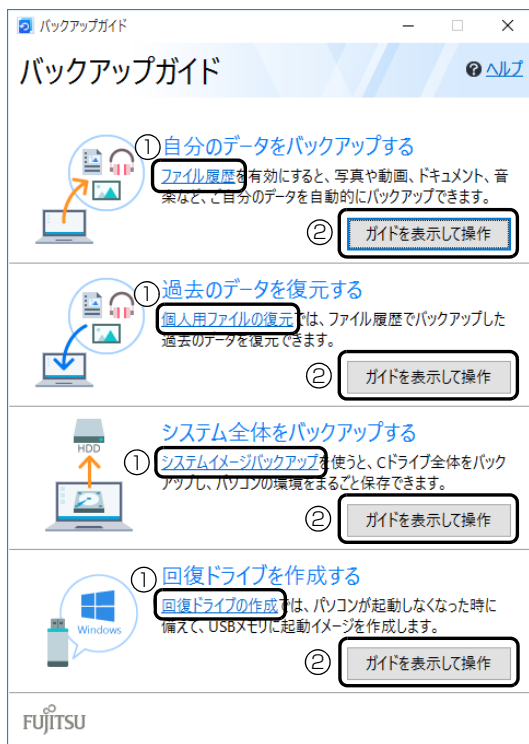 バックアップガイド
バックアップガイド
ヘルプ
① 自分のデータをバックアップする
ファイル履歴を有効にすると、写真や動画、ドキュメント、音
楽など、ご自分のデータを自動的にバックアップできます。
② ガイドを表示して操作
① 過去のデータを復元する
個人用ファイルの復元では、ファイル履歴でバックアップした
過去のデータを復元できます。
② ガイドを表示して操作
HDD
システム全体をバックアップする
① システムイメージバックアップを使うと、Cドライブ全体をバック
アップし、パソコンの環境をまるごと保存できます。
② ガイドを表示して操作
Windows
① 回復ドライブを作成する
回復ドライブの作成では、パソコンが起動しなくなった時に
備えて、USBメモリに起動イメージを作成します。
② ガイドを表示して操作
FUJITSU